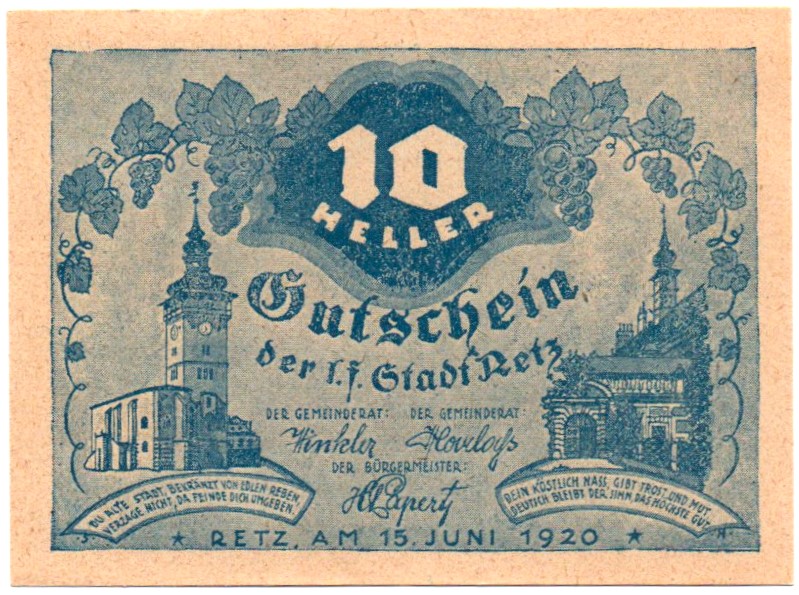 10
HELLER
Gutschein
der l.f. Stadt Retz
DER GEMEINDERAT: DER GEMEINDERAT:
Winkler
DER BÜRGERMEISTER:
DU ALTE STADT, BEKRÄNZT VON EDLEN REBEN,
VERZAGE NICHT, DA FEINDE DICH UMGEBEN.
DEIN KÖSTLICH NASS, GIBT TROST UND MUT,
DEUTSCH BLEIBT DER SINN, DAS HÖCHSTE GUT.
★ RETZ, AM 15. JUNI 1920 ★